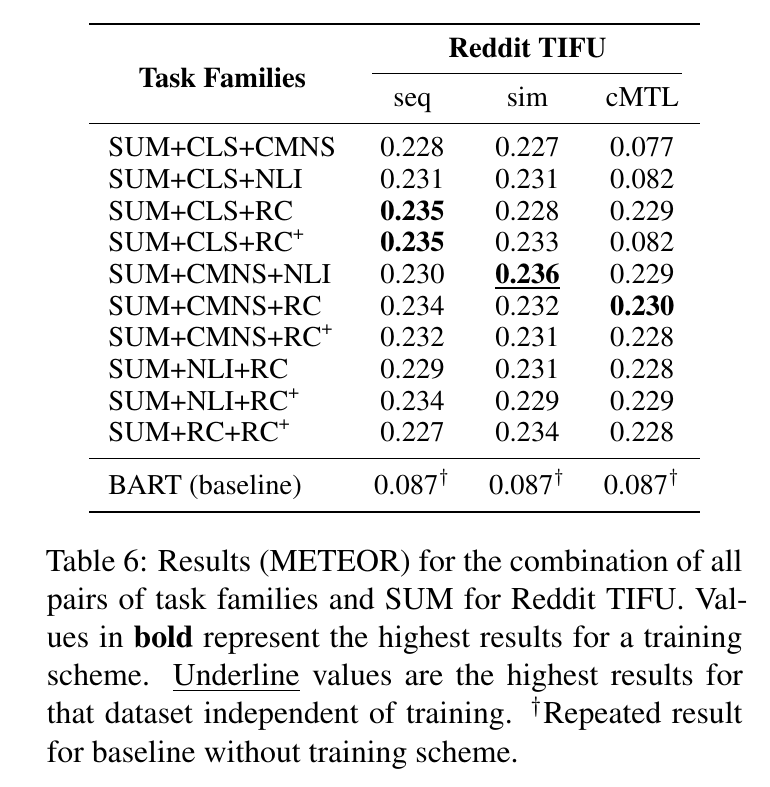 Task Families Reddit TIFU
seq sim cMTL
SUM+CLS+CMNS 0.228 0.227 0.077
SUM+CLS+NLI 0.231 0.231 0.082
SUM+CLS+RC 0.235 0.228 0.229
SUM+CLS+RC+ 0.235 0.233 0.082
SUM+CMNS+NLI 0.230 0.236 0.229
SUM+CMNS+RC 0.234 0.232 0.230
SUM+CMNS+RC+ 0.232 0.231 0.228
SUM+NLI+RC 0.229 0.231 0.228
SUM+NLI+RC+ 0.234 0.229 0.229
SUM+RC+RC+ 0.227 0.234 0.228
BART (baseline) 0.087† 0.087† 0.087†
Table 6: Results (METEOR) for the combination of all
pairs of task families and SUM for Reddit TIFU. Val-
ues in bold represent the highest results for a training
scheme. Underline values are the highest results for
that dataset independent of training. †Repeated result
for baseline without training scheme.